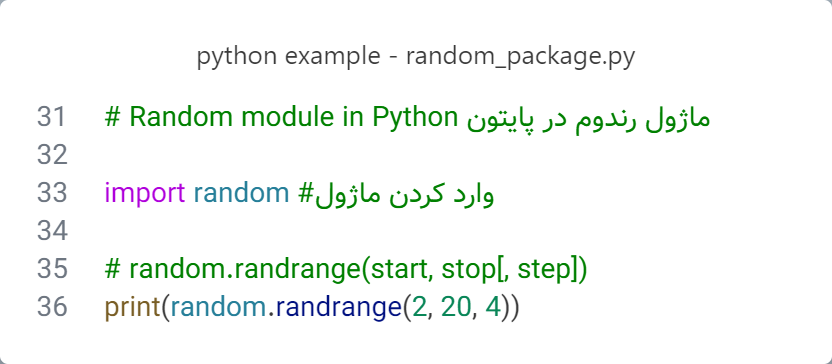 python example - random_package.py
31 # Random module in Python ماژول رندوم در پایتون
32
33 import random #وارد کردن ماژول
34
35 # random.randrange(start, stop[, step])
36 print(random.randrange(2, 20, 4))